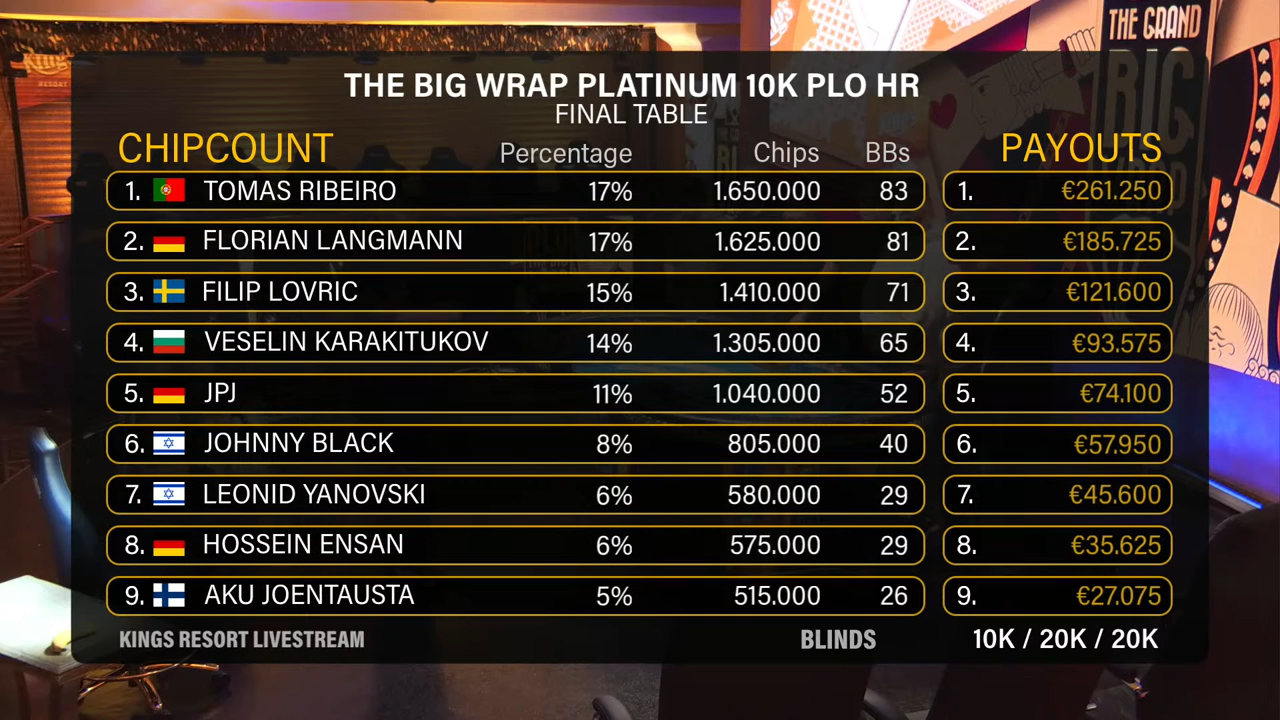 King's
RESORT
THE GRAND
BIG
THE BIG WRAP PLATINUM 10K PLO HR
FINAL TABLE
CHIPCOUNT Percentage Chips BBs PAYOUTS
1. TOMAS RIBEIRO 17% 1.650.000 83 1. €261.250
2. FLORIAN LANGMANN 17% 1.625.000 81 2. €185.725
3. FILIP LOVRIC 15% 1.410.000 71 3. €121.600
4. VESELIN KARAKITUKOV 14% 1.305.000 65 4. €93.575
5. JPJ 11% 1.040.000 52 5. €74.100
6. JOHNNY BLACK 8% 805.000 40 6. €57.950
7. LEONID YANOVSKI 6% 580.000 29 7. €45.600
8. HOSSEIN ENSAN 6% 575.000 29 8. €35.625
9. AKU JOENTAUSTA 5% 515.000 26 9. €27.075
KINGS RESORT LIVESTREAM BLINDS 10K / 20K / 20K